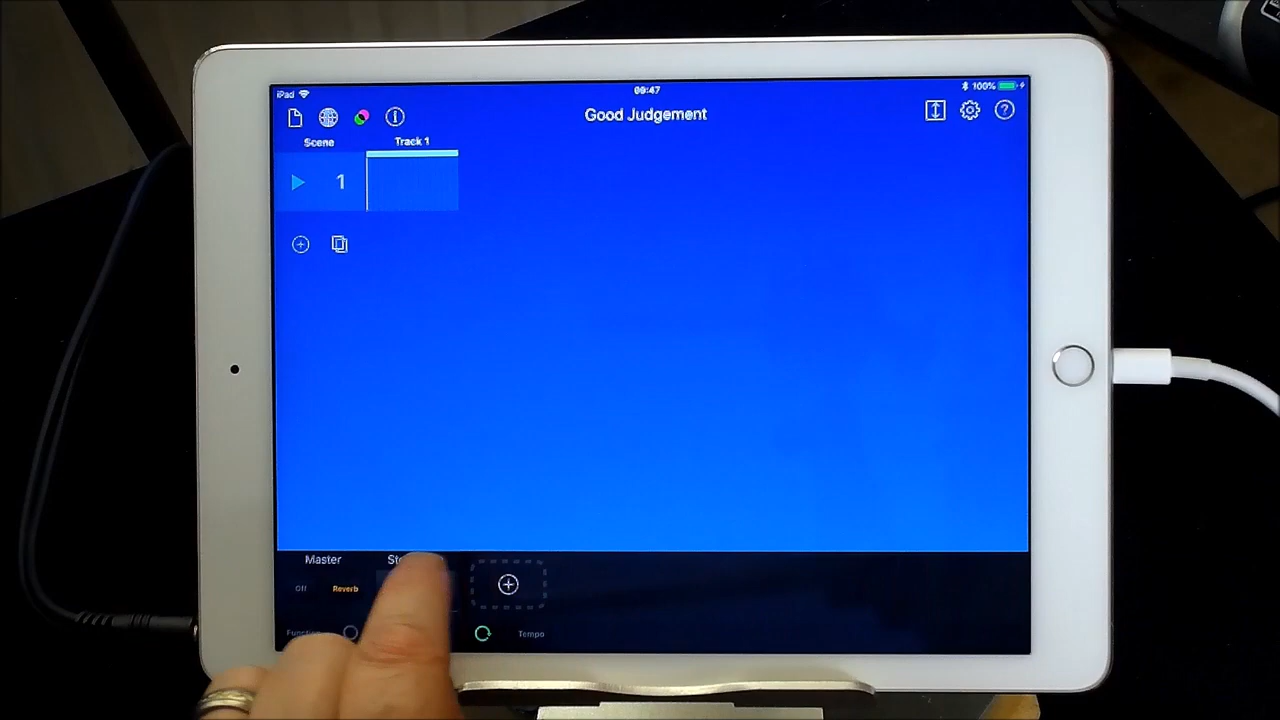 iPad 09:47 100%
Good Judgement
Scene Track 1
1
Master
Off Reverb
Tempo